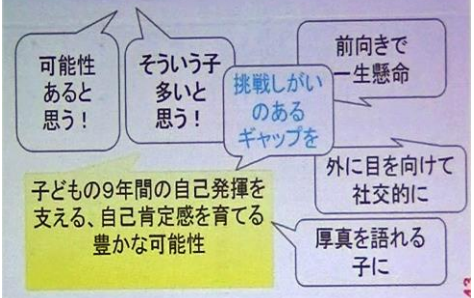 可能性
あると
思う！
そういう子
多いと
思う！
挑戦しがい
のある
ギャップを
前向きで
一生懸命
外に目を向けて
社交的に
子どもの9年間の自己発揮を
支える、自己肯定感を育てる
豊かな可能性
厚真を語れる
子に